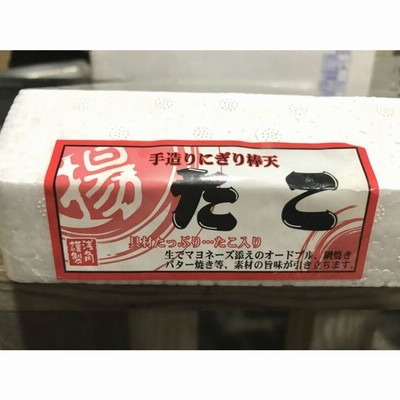 揚
手造りにぎり棒天
たこ
具材たっぷり…たこ入り
生でマヨネーズ添えのオードブル、網焼き
バター焼き等、素材の旨味が引き立ちます。
謹製